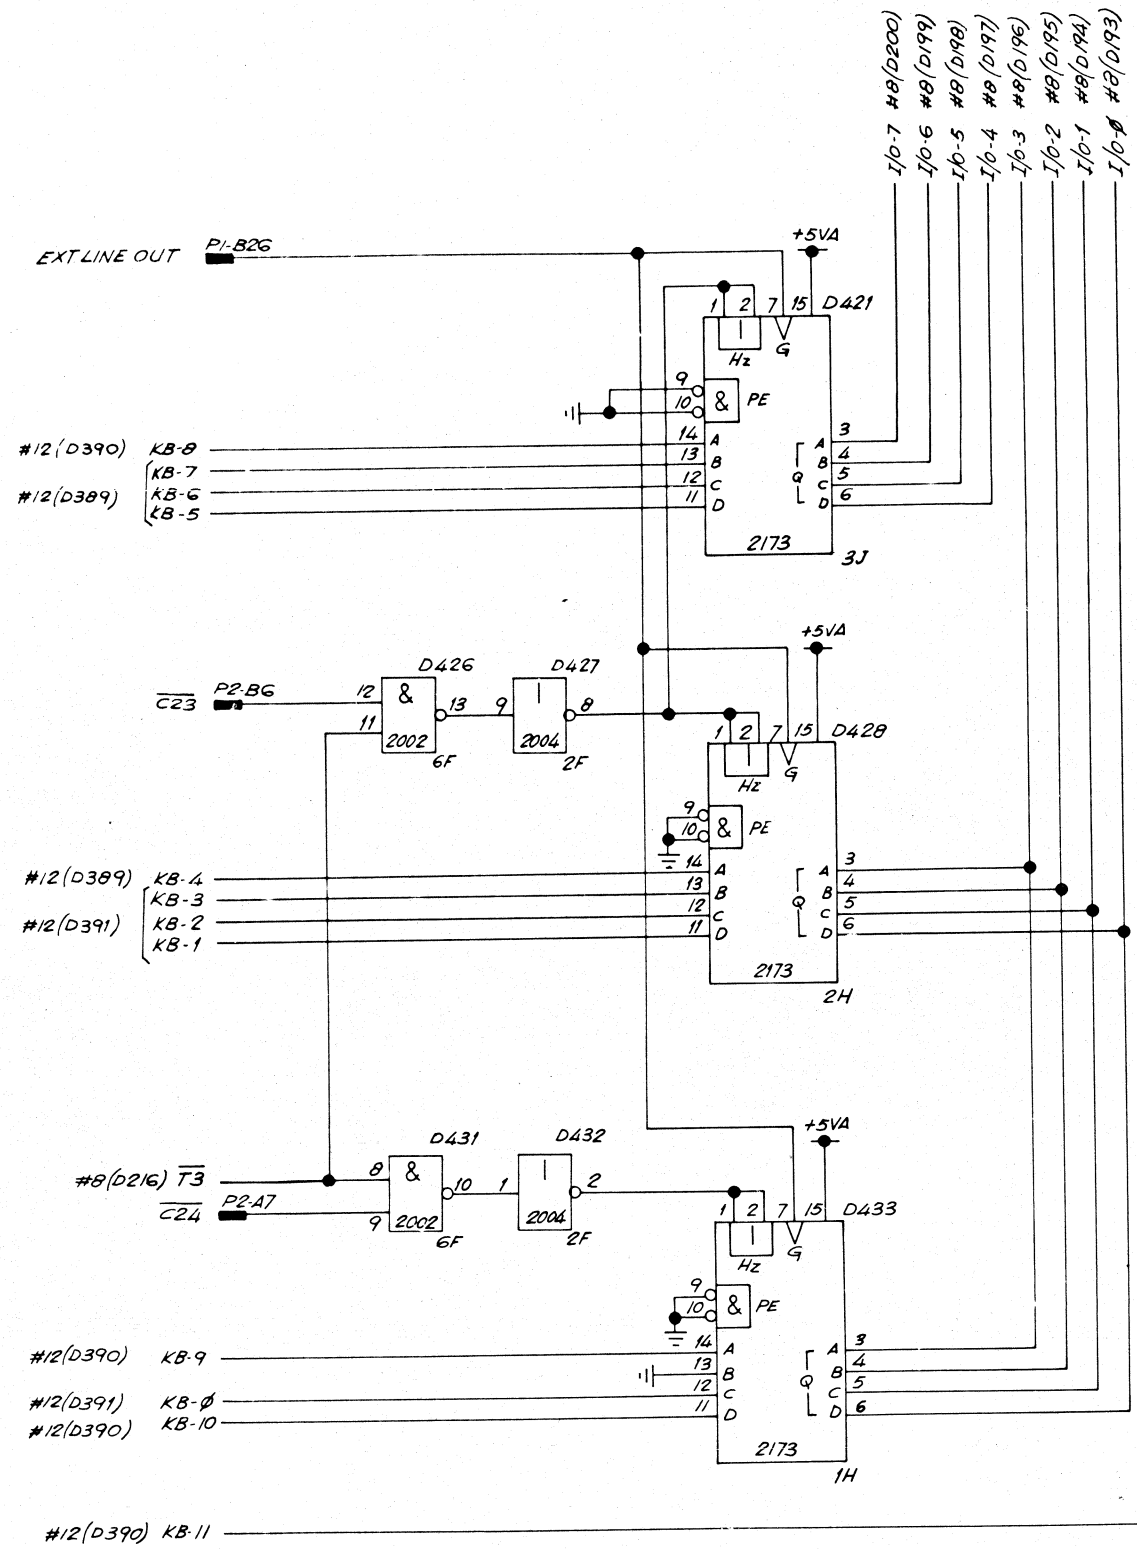 I/O-7 #8(D200)
I/O-6 #8(D199)
I/O-5 #8(D198)
I/O-4 #8(D197)
I/O-3 #8(D196)
I/O-2 #8(D195)
I/O-1 #8(D194)
I/O-Ø #8(D193)
EXT LINE OUT P1-B26
+5VA
1 2 7 15 D421
Hz G
9
10 & PE
#12(D390) KB-8 14 A A 3
KB-7 13 B B 4
#12(D389) KB-6 12 C Q C 5
KB-5 11 D D 6
2173
3J
+5VA
D426 D427
C23 P2-B6 12 & 13 9 1 8
11 2002 2004
6F 2F
1 2 7 15 D428
Hz G
9
10 & PE
#12(D389) KB-4 14 A A 3
KB-3 13 B B 4
#12(D391) KB-2 12 C Q C 5
KB-1 11 D D 6
2173
2H
+5VA
D431 D432
#8(D216) T3 8 & 10 1 1 2
C24 P2-A7 9 2002 2004
6F 2F
1 2 7 15 D433
Hz G
9
10 & PE
#12(D390) KB-9 14 A A 3
13 B B 4
#12(D391) KB-Ø 12 C Q C 5
#12(D390) KB-10 11 D D 6
2173
1H
#12(D390) KB-11